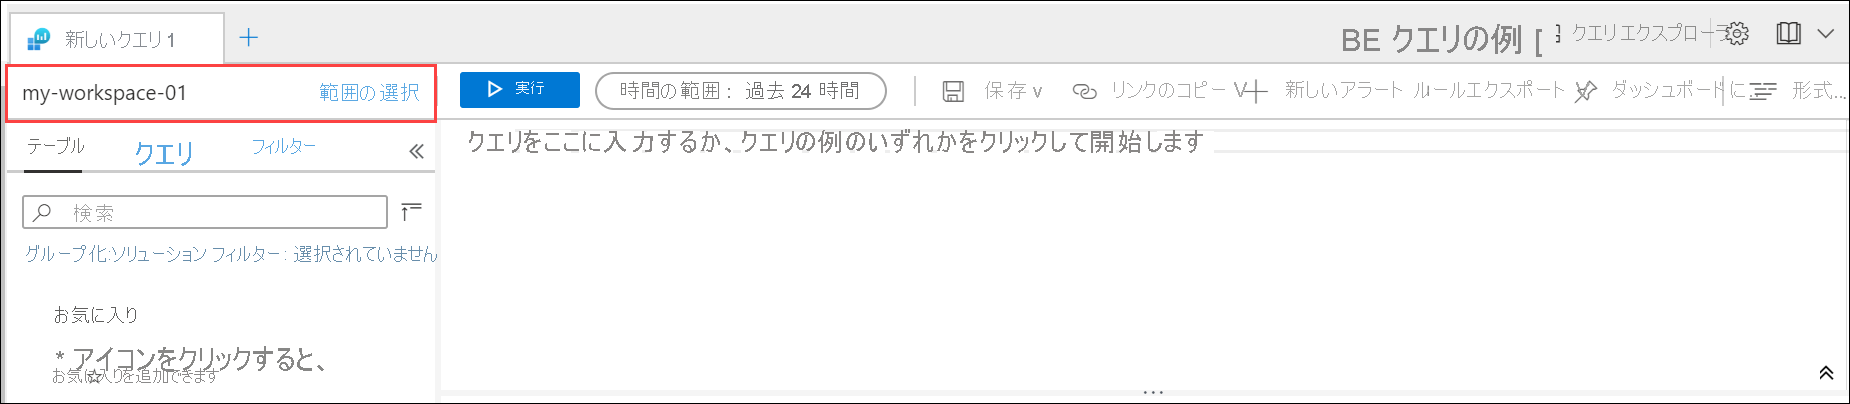 新しいクエリ 1
BE クエリの例 [
クエリ エクスプローラ
my-workspace-01 範囲の選択
実行 時間の範囲: 過去 24 時間 保存 v リンクのコピー V 新しいアラート ルール エクスポート ダッシュボードに... 形式...
テーブル クエリ フィルター
クエリをここに入力するか、クエリの例のいずれかをクリックして開始します
検索
グループ化:ソリューション フィルター: 選択されていません
お気に入り
* アイコンをクリックすると、
お気に入りを追加できます